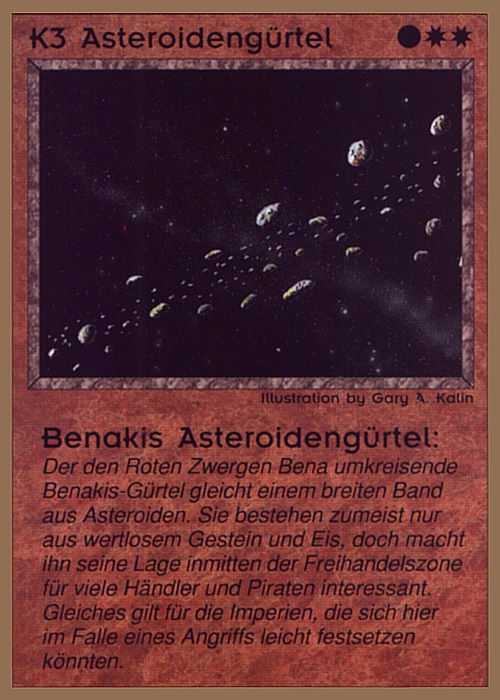 K3 Asteroidengürtel
Illustration by Gary A. Kalin
Benakis Asteroidengürtel:
Der den Roten Zwergen Bena umkreisende
Benakis-Gürtel gleicht einem breiten Band
aus Asteroiden. Sie bestehen zumeist nur
aus wertlosem Gestein und Eis, doch macht
ihn seine Lage inmitten der Freihandelszone
für viele Händler und Piraten interessant.
Gleiches gilt für die Imperien, die sich hier
im Falle eines Angriffs leicht festsetzen
könnten.